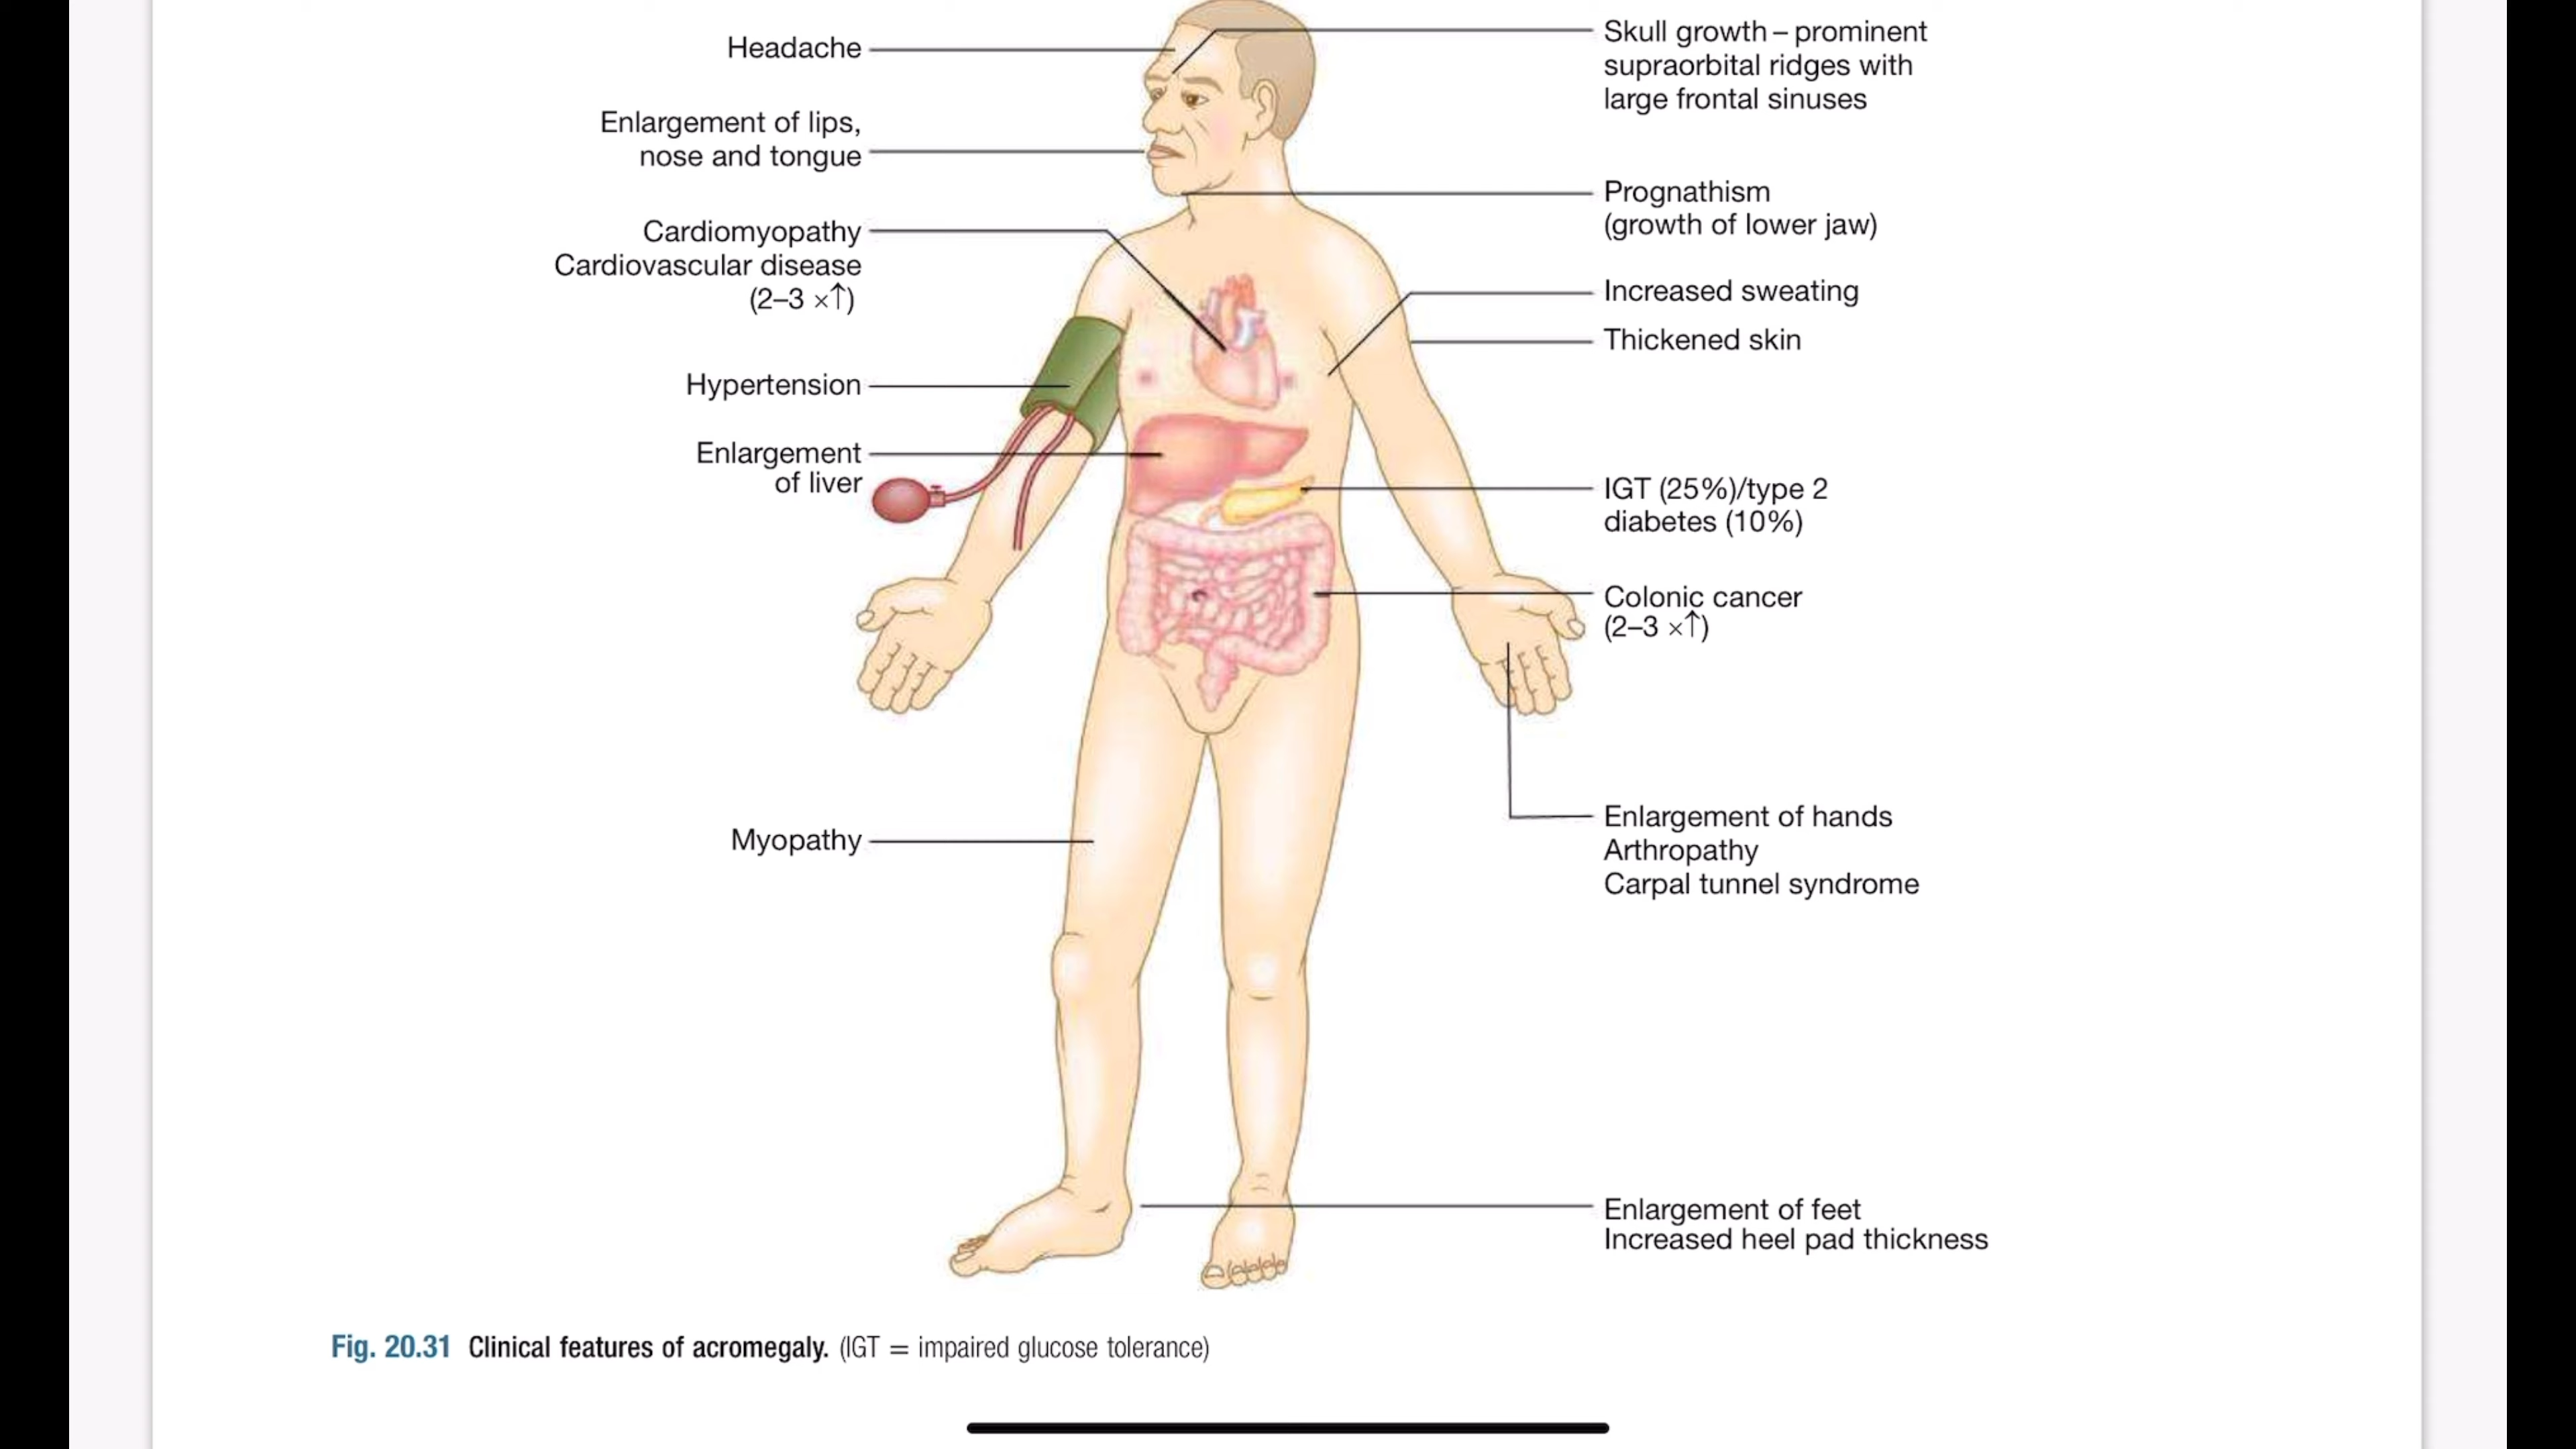 Headache
Enlargement of lips,
nose and tongue
Cardiomyopathy
Cardiovascular disease
(2–3 ×↑)
Hypertension
Enlargement
of liver
Myopathy
Skull growth – prominent
supraorbital ridges with
large frontal sinuses
Prognathism
(growth of lower jaw)
Increased sweating
Thickened skin
IGT (25%)/type 2
diabetes (10%)
Colonic cancer
(2–3 ×↑)
Enlargement of hands
Arthropathy
Carpal tunnel syndrome
Enlargement of feet
Increased heel pad thickness
Fig. 20.31 Clinical features of acromegaly. (IGT = impaired glucose tolerance)